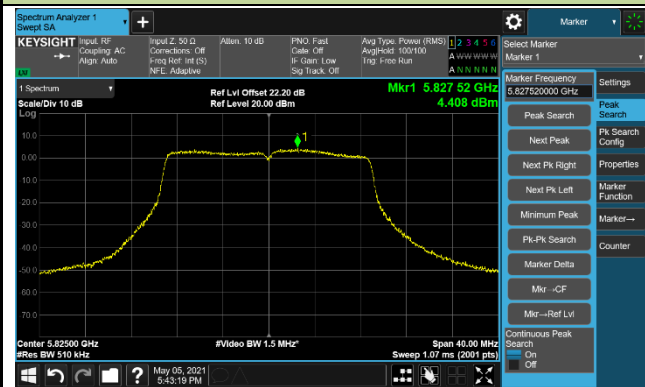 Spectrum Analyzer 1
Swept SA
Marker
KEYSIGHT
Input: RF
Coupling: AC
Align: Auto
Input Z: 50 Ω
Corrections: Off
Freq Ref: Int (S)
NFE: Adaptive
Atten: 10 dB
PNO: Fast
Gate: Off
IF Gain: Low
Sig Track: Off
Avg Type: Power (RMS)
Avg|Hold: 100/100
Trig: Free Run
1 2 3 4 5 6
A W W W W W
A N N N N N
LW
Select Marker
Marker 1
1 Spectrum
Scale/Div 10 dB
Log
Ref Lvl Offset 22.20 dB
Ref Level 20.00 dBm
Mkr1 5.827 52 GHz
4.408 dBm
1
10.0
0.00
-10.0
-20.0
-30.0
-40.0
-50.0
-60.0
-70.0
Center 5.82500 GHz
#Res BW 510 kHz
#Video BW 1.5 MHz*
Span 40.00 MHz
Sweep 1.07 ms (2001 pts)
Marker Frequency
5.827520000 GHz
Peak Search
Next Peak
Next Pk Right
Next Pk Left
Minimum Peak
Pk-Pk Search
Marker Delta
Mkr→CF
Mkr→Ref Lvl
Continuous Peak
Search
On
Off
Settings
Peak
Search
Pk Search
Config
Properties
Marker
Function
Marker→
Counter
?
May 05, 2021
5:43:19 PM